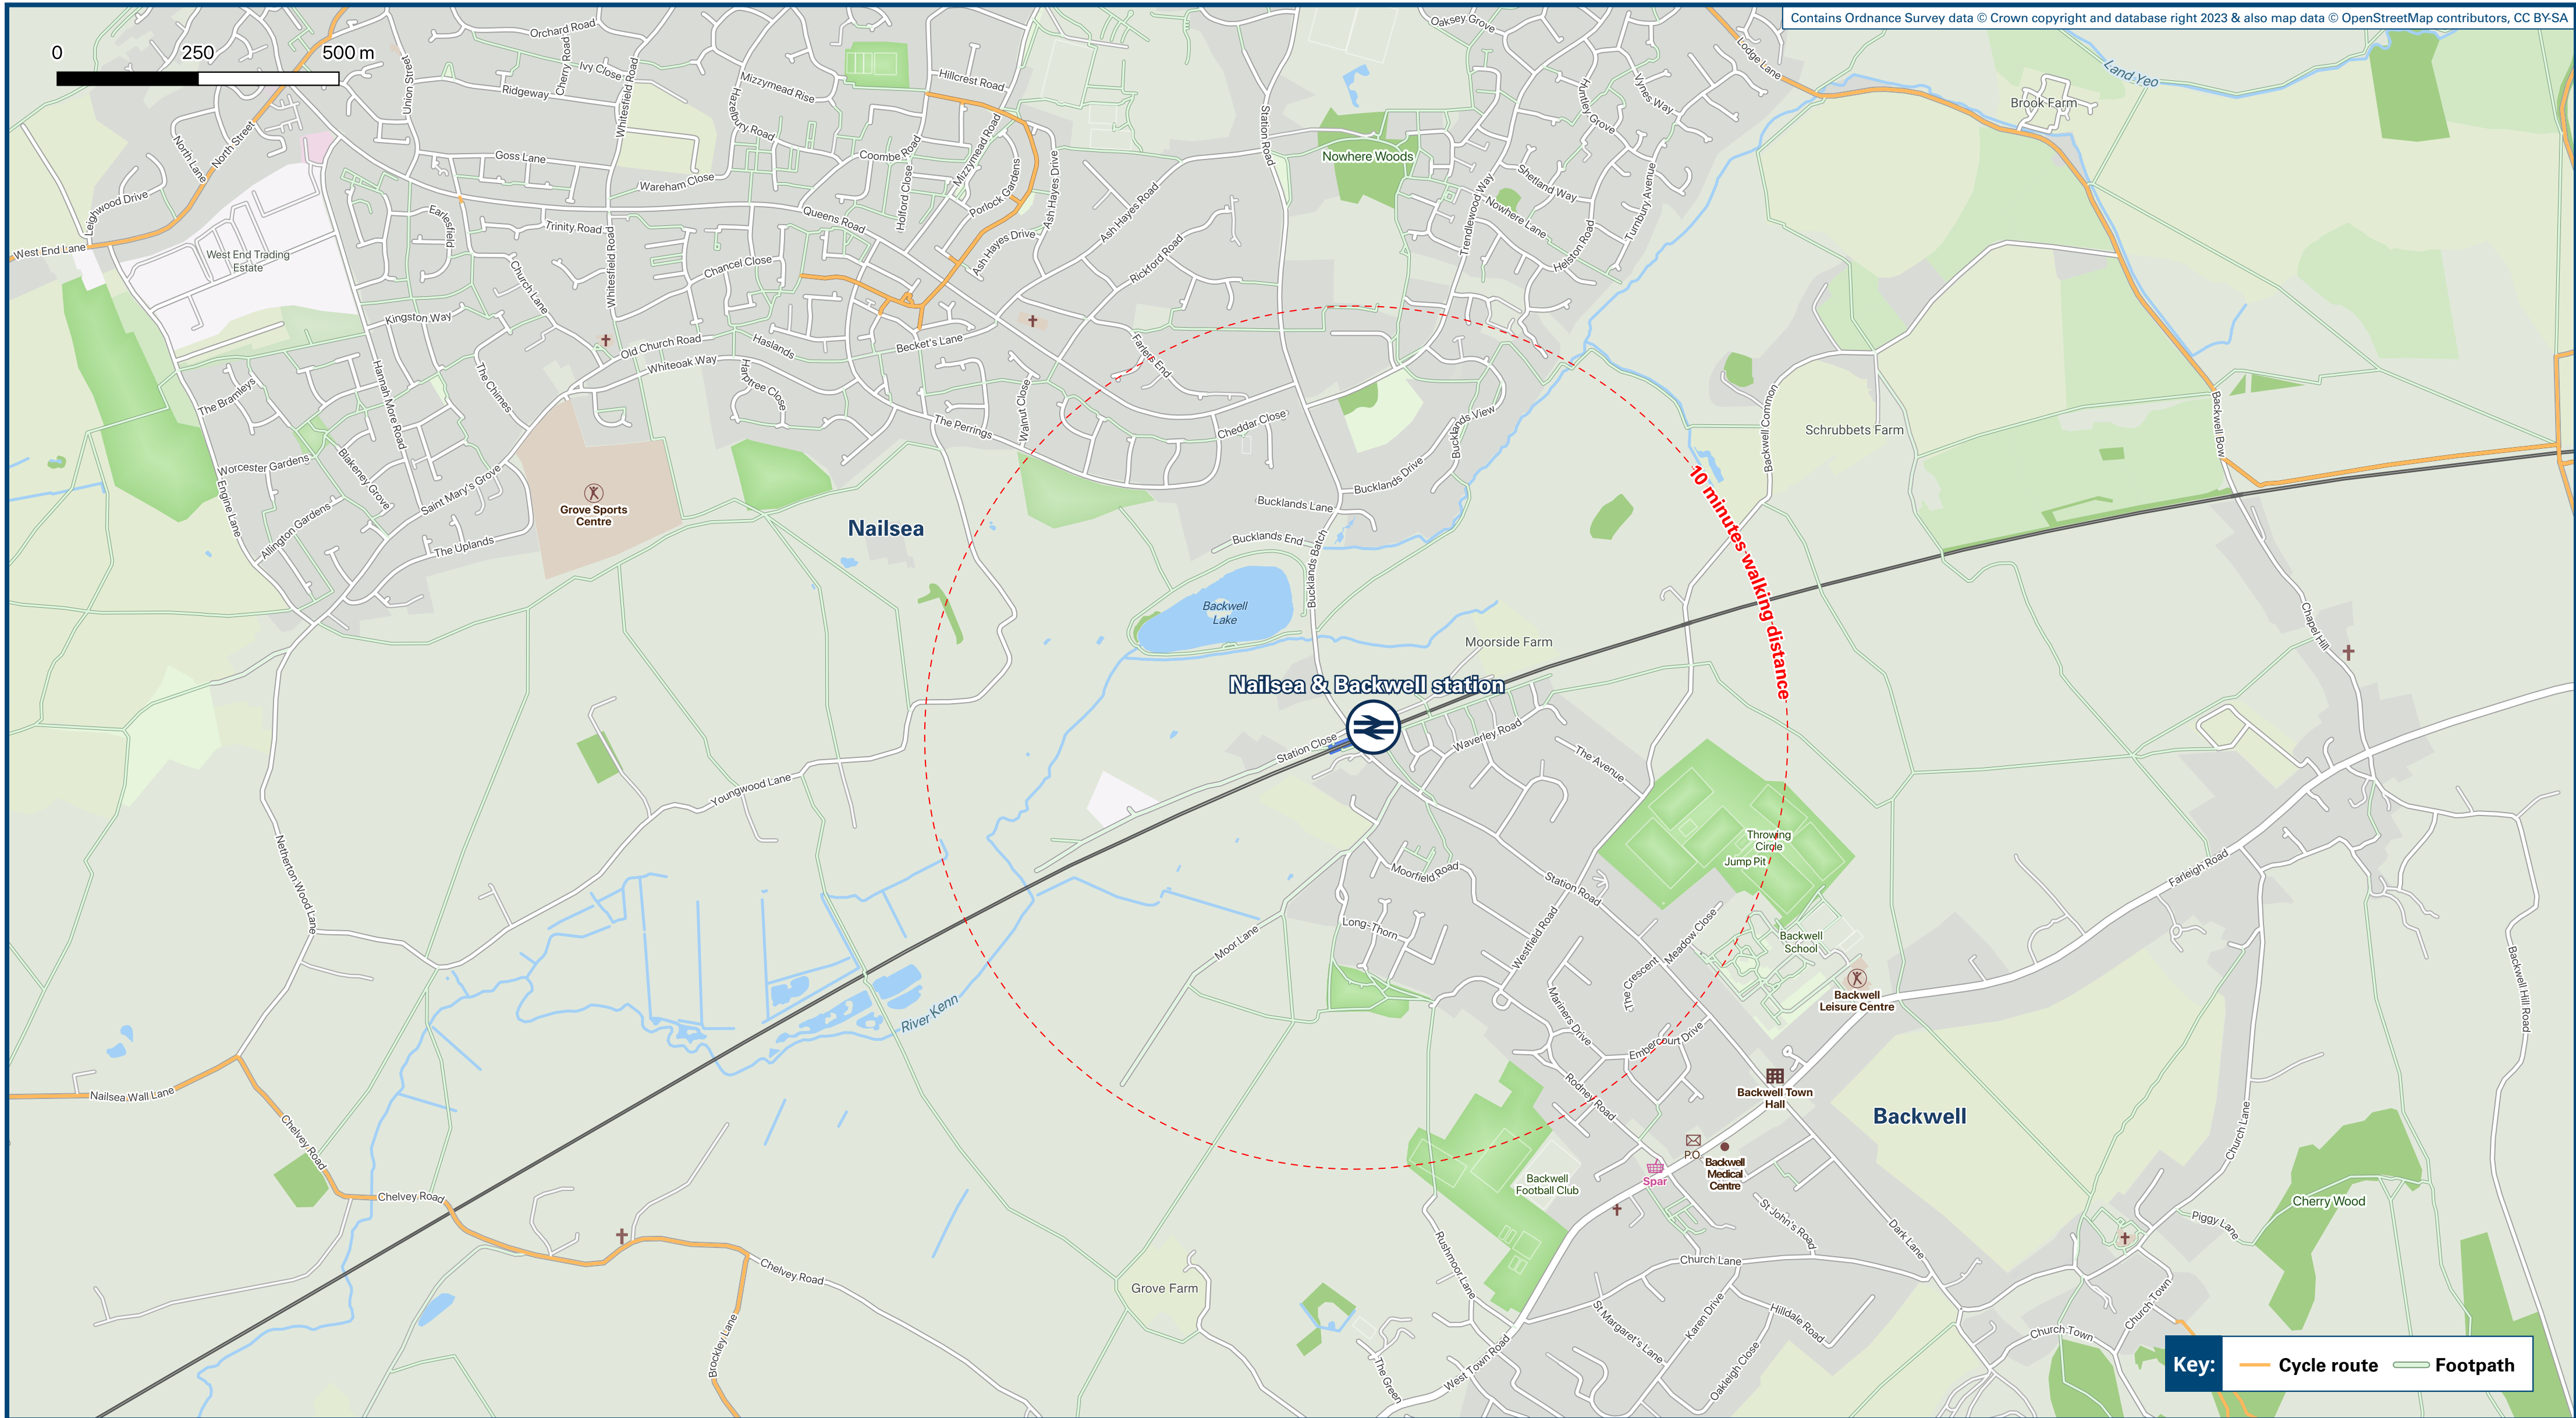 Contains Ordnance Survey data © Crown copyright and database right 2023 & also map data © OpenStreetMap contributors, CC BY-SA
0 250 500 m
Orchard Road
Cherry Road
Ivy Close
Union Street
Ridgeway
Whitesfield Road
Mizzymead Rise
Hazelbury Road
Hillcrest Road
Station Road
Oaksey Grove
Huntley Grove
Vynes Way
Lodge Lane
Land Yeo
Brook Farm
North Lane
North Street
Goss Lane
Wareham Close
Coombe Road
Mizzymead Road
Holford Close
Porlock Gardens
Ash Hayes Drive
Ash Hayes Road
Nowhere Woods
Shetland Way
Nowhere Lane
Trendlewood Way
Turnbury Avenue
Helston Road
Leighwood Drive
West End Lane
West End Trading
Estate
Earlesfield
Trinity Road
Queens Road
Church Lane
Whitesfield Road
Chancel Close
Ash Hayes Drive
Rickford Road
Kingston Way
Old Church Road
Whiteoak Way
Haslands
Becket's Lane
Farleys End
The Bramleys
Hannah More Road
The Chimes
Harptree Close
The Perrings
Walnut Close
Cheddar Close
Bucklands View
Backwell Common
Schrubbets Farm
Backwell Bow
Worcester Gardens
Blakeney Grove
Saint Mary's Grove
Engine Lane
Allington Gardens
The Uplands
Grove Sports
Centre
Nailsea
Bucklands Drive
Bucklands Lane
Bucklands End
Bucklands Batch
10 minutes walking distance
Backwell
Lake
Moorside Farm
Chapel Hill
Nailsea & Backwell station
Station Close
Waverley Road
The Avenue
Youngwood Lane
Netherton Wood Lane
Throwing
Circle
Jump Pit
Moorfield Road
Station Road
Farleigh Road
Long-Thorn
Westfield Road
Meadow Close
The Crescent
Moor Lane
Backwell
School
Backwell
Leisure Centre
Backwell Hill Road
River Kenn
Mariners Drive
Embercourt Drive
Rodney Road
Nailsea Wall Lane
Chelvey Road
Backwell Town
Hall
Backwell
P.O.
Backwell
Medical
Centre
Spar
Backwell
Football Club
Church Lane
Chelvey Road
Cherry Wood
Piggy Lane
St John's Road
Dark Lane
Rushmoor Lane
Church Lane
Chelvey Road
Grove Farm
Brockley Lane
St Margaret's Lane
Karen Drive
Hilldale Road
Oakleigh Close
West Town Road
The Green
Church Town
Church Town
Key: Cycle route Footpath